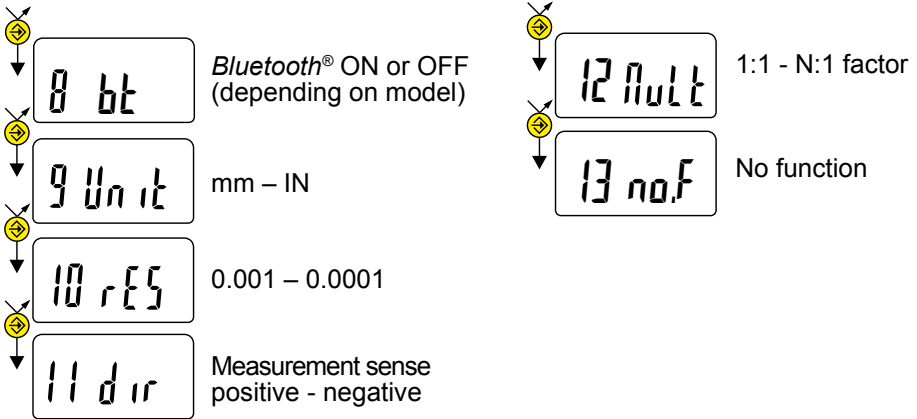 8 bt
Bluetooth® ON or OFF
(depending on model)
9 Unit
mm – IN
10 rES
0.001 – 0.0001
11 dir
Measurement sense
positive - negative
12 Mult
1:1 - N:1 factor
13 no.F
No function